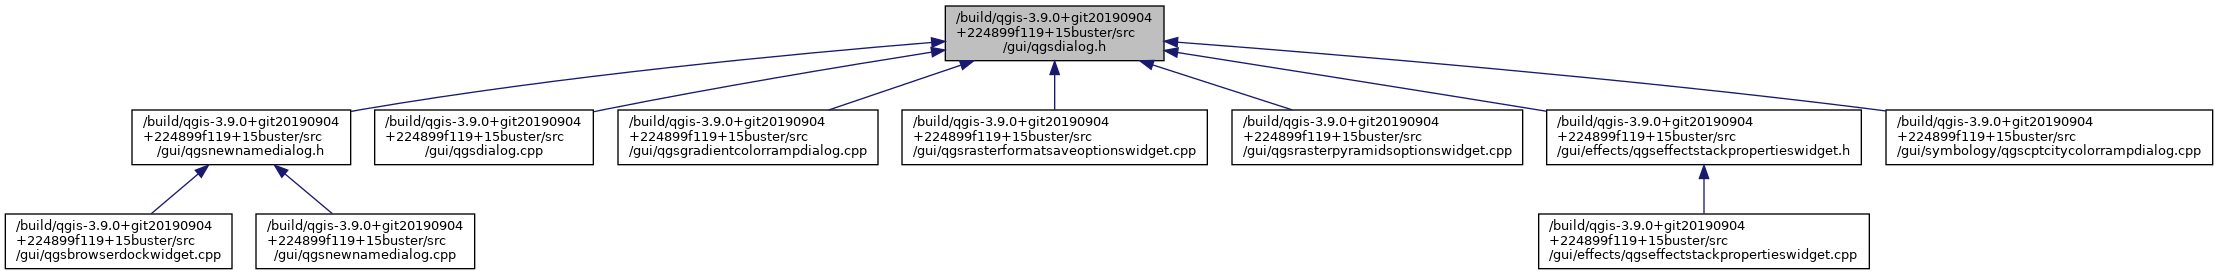 /build/qgis-3.9.0+git20190904
+224899f119+15buster/src
/gui/qgsdialog.h
/build/qgis-3.9.0+git20190904
+224899f119+15buster/src
/gui/qgsnewnamedialog.h
/build/qgis-3.9.0+git20190904
+224899f119+15buster/src
/gui/qgsdialog.cpp
/build/qgis-3.9.0+git20190904
+224899f119+15buster/src
/gui/qgsgradientcolorrampdialog.cpp
/build/qgis-3.9.0+git20190904
+224899f119+15buster/src
/gui/qgsrasterformatsaveoptionswidget.cpp
/build/qgis-3.9.0+git20190904
+224899f119+15buster/src
/gui/qgsrasterpyramidsoptionswidget.cpp
/build/qgis-3.9.0+git20190904
+224899f119+15buster/src
/gui/effects/qgseffectstackpropertieswidget.h
/build/qgis-3.9.0+git20190904
+224899f119+15buster/src
/gui/symbology/qgscptcitycolorrampdialog.cpp
/build/qgis-3.9.0+git20190904
+224899f119+15buster/src
/gui/qgsbrowserdockwidget.cpp
/build/qgis-3.9.0+git20190904
+224899f119+15buster/src
/gui/qgsnewnamedialog.cpp
/build/qgis-3.9.0+git20190904
+224899f119+15buster/src
/gui/effects/qgseffectstackpropertieswidget.cpp